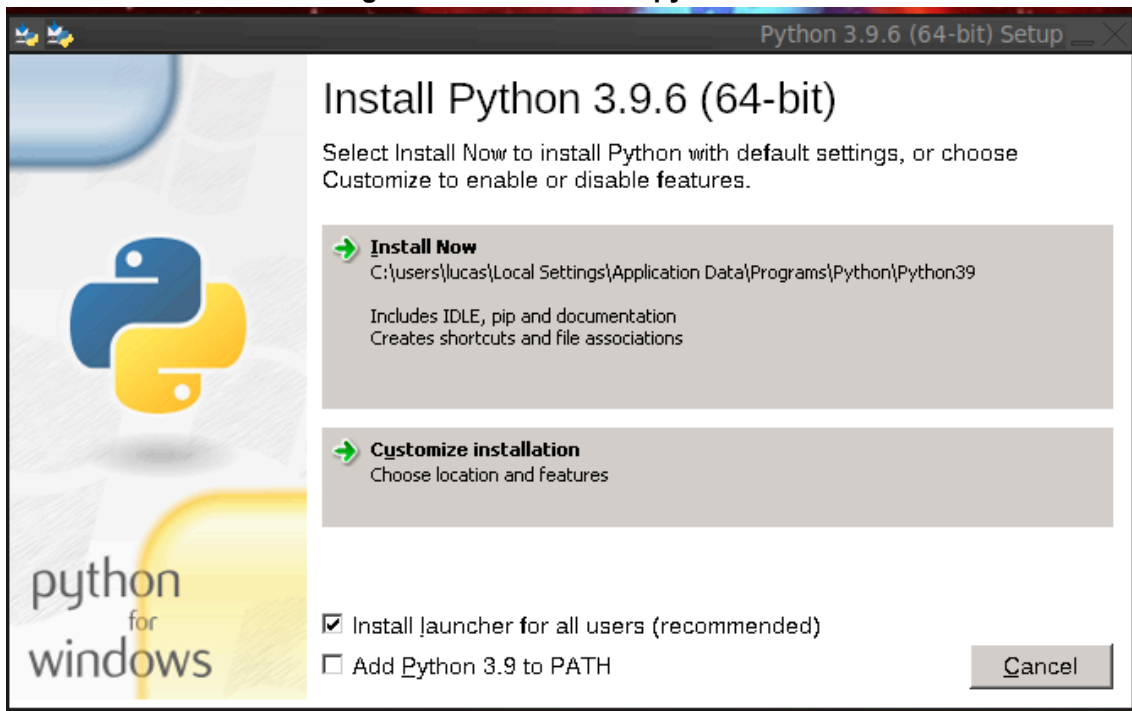 Python 3.9.6 (64-bit) Setup
Install Python 3.9.6 (64-bit)
Select Install Now to install Python with default settings, or choose
Customize to enable or disable features.
Install Now
C:\users\lucas\Local Settings\Application Data\Programs\Python\Python39
Includes IDLE, pip and documentation
Creates shortcuts and file associations
Customize installation
Choose location and features
python
for
windows
Install launcher for all users (recommended)
Add Python 3.9 to PATH
Cancel